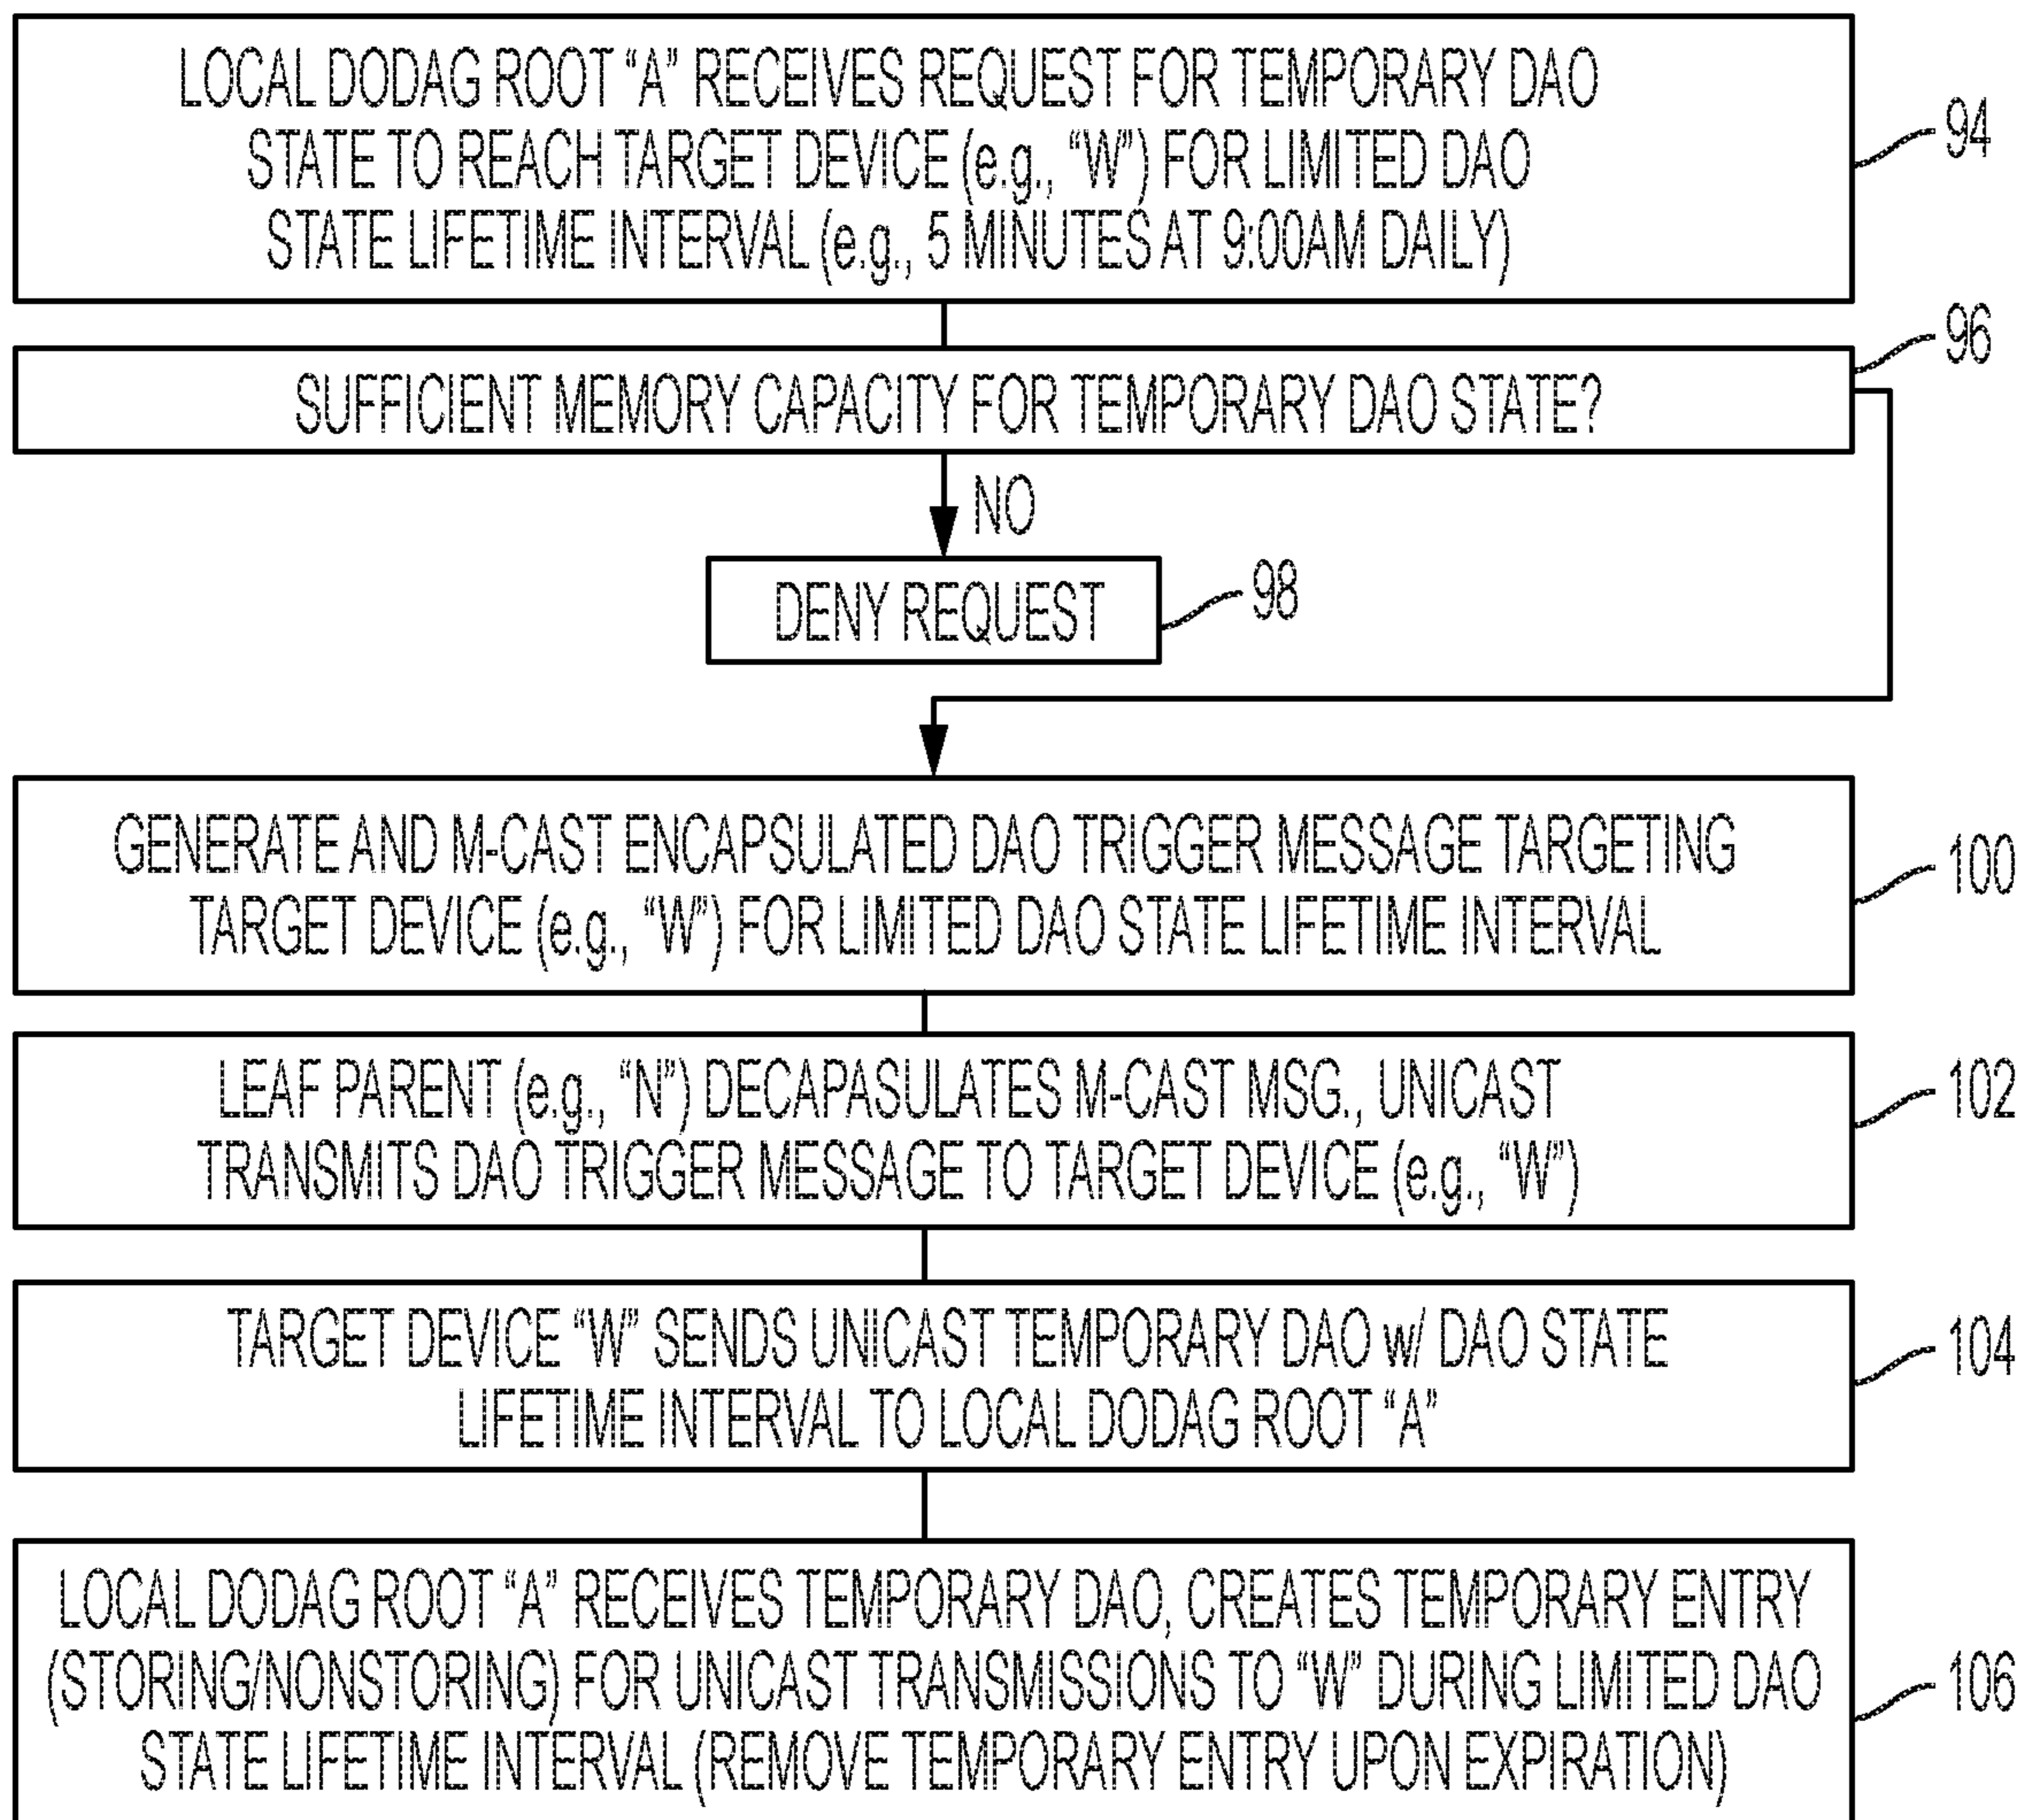 LOCAL DODAG ROOT “A” RECEIVES REQUEST FOR TEMPORARY DAO
STATE TO REACH TARGET DEVICE (e.g., “W”) FOR LIMITED DAO
STATE LIFETIME INTERVAL (e.g., 5 MINUTES AT 9:00AM DAILY)
94
96
SUFFICIENT MEMORY CAPACITY FOR TEMPORARY DAO STATE?
NO
DENY REQUEST
98
GENERATE AND M-CAST ENCAPSULATED DAO TRIGGER MESSAGE TARGETING
TARGET DEVICE (e.g., “W”) FOR LIMITED DAO STATE LIFETIME INTERVAL
100
LEAF PARENT (e.g., “N”) DECAPASULATES M-CAST MSG., UNICAST
TRANSMITS DAO TRIGGER MESSAGE TO TARGET DEVICE (e.g., “W”)
102
TARGET DEVICE “W” SENDS UNICAST TEMPORARY DAO w/ DAO STATE
LIFETIME INTERVAL TO LOCAL DODAG ROOT “A”
104
LOCAL DODAG ROOT “A” RECEIVES TEMPORARY DAO, CREATES TEMPORARY ENTRY
(STORING/NONSTORING) FOR UNICAST TRANSMISSIONS TO “W” DURING LIMITED DAO
STATE LIFETIME INTERVAL (REMOVE TEMPORARY ENTRY UPON EXPIRATION)
106